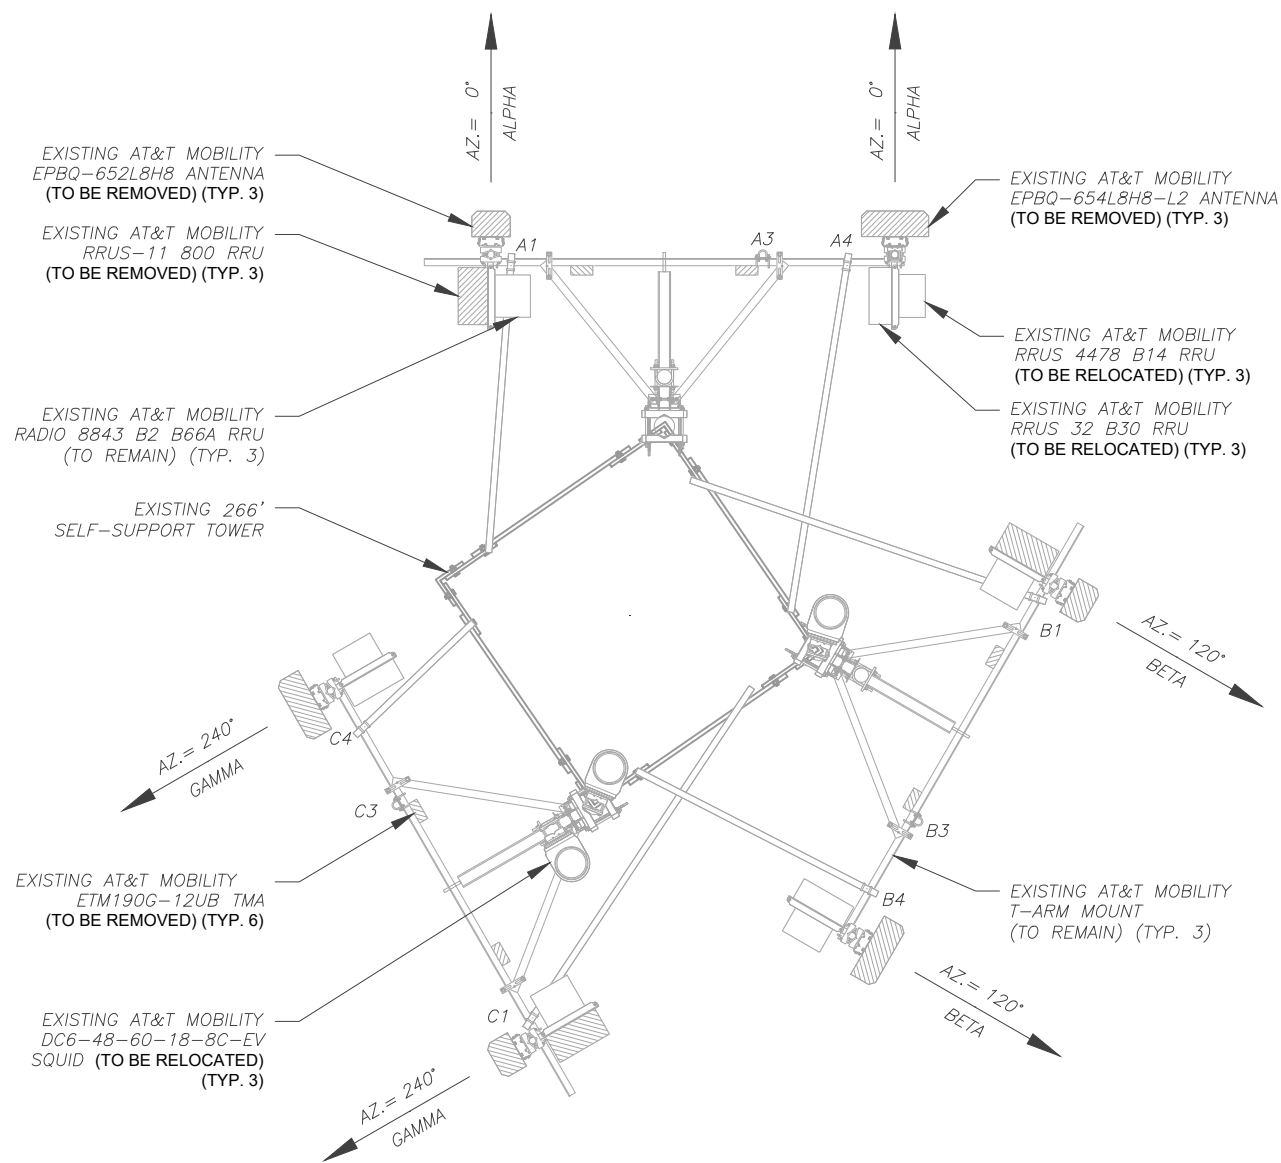 AZ.= 0°
ALPHA
AZ.= 0°
ALPHA
EXISTING AT&T MOBILITY
EPBQ-652L8H8 ANTENNA
(TO BE REMOVED) (TYP. 3)
EXISTING AT&T MOBILITY
RRUS-11 800 RRU
(TO BE REMOVED) (TYP. 3)
EXISTING AT&T MOBILITY
EPBQ-654L8H8-L2 ANTENNA
(TO BE REMOVED) (TYP. 3)
A1
A3
A4
EXISTING AT&T MOBILITY
RRUS 4478 B14 RRU
(TO BE RELOCATED) (TYP. 3)
EXISTING AT&T MOBILITY
RADIO 8843 B2 B66A RRU
(TO REMAIN) (TYP. 3)
EXISTING AT&T MOBILITY
RRUS 32 B30 RRU
(TO BE RELOCATED) (TYP. 3)
EXISTING 266'
SELF-SUPPORT TOWER
B1
AZ.= 120°
BETA
C4
AZ.= 240°
GAMMA
C3
B3
EXISTING AT&T MOBILITY
ETM190G-12UB TMA
(TO BE REMOVED) (TYP. 6)
B4
EXISTING AT&T MOBILITY
T-ARM MOUNT
(TO REMAIN) (TYP. 3)
AZ.= 120°
BETA
C1
EXISTING AT&T MOBILITY
DC6-48-60-18-8C-EV
SQUID (TO BE RELOCATED)
(TYP. 3)
AZ.= 240°
GAMMA